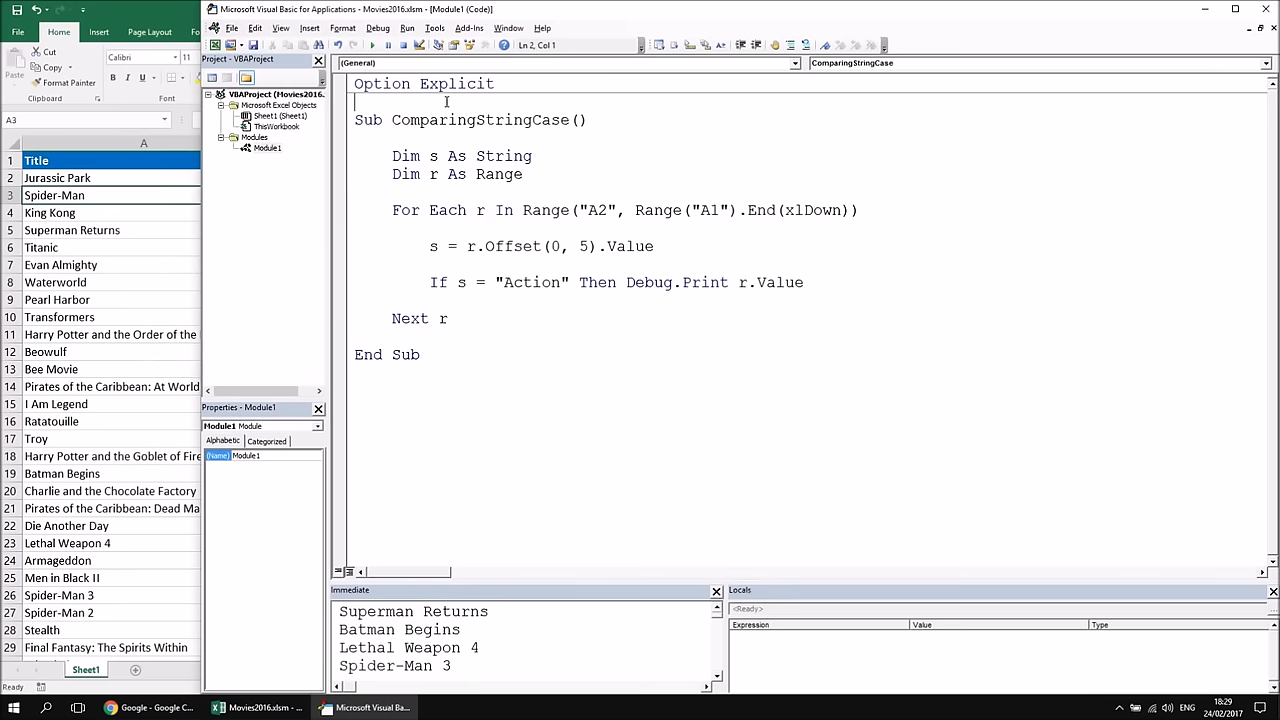 Microsoft Visual Basic for Applications - Movies2016.xlsm - [Module1 (Code)]
File Home Insert Page Layout Fo
File Edit View Insert Format Debug Run Tools Add-Ins Window Help
Ln 2, Col 1
Paste
Cut
Copy
Format Painter
Clipboard
Calibri
B I U
Font
A3
A
1 Title
2 Jurassic Park
3 Spider-Man
4 King Kong
5 Superman Returns
6 Titanic
7 Evan Almighty
8 Waterworld
9 Pearl Harbor
10 Transformers
11 Harry Potter and the Order of the
12 Beowulf
13 Bee Movie
14 Pirates of the Caribbean: At World
15 I Am Legend
16 Ratatouille
17 Troy
18 Harry Potter and the Goblet of Fire
19 Batman Begins
20 Charlie and the Chocolate Factory
21 Pirates of the Caribbean: Dead Ma
22 Die Another Day
23 Lethal Weapon 4
24 Armageddon
25 Men in Black II
26 Spider-Man 3
27 Spider-Man 2
28 Stealth
29 Final Fantasy: The Spirits Within
Sheet1
Ready
Project - VBAProject
VBAProject (Movies2016.
Microsoft Excel Objects
Sheet1 (Sheet1)
ThisWorkbook
Modules
Module1
Properties - Module1
Module1 Module
Alphabetic Categorized
(Name) Module1
(General)
ComparingStringCase
Option Explicit
Sub ComparingStringCase()
Dim s As String
Dim r As Range
For Each r In Range("A2", Range("A1").End(xlDown))
s = r.Offset(0, 5).Value
If s = "Action" Then Debug.Print r.Value
Next r
End Sub
Immediate
Superman Returns
Batman Begins
Lethal Weapon 4
Spider-Man 3
Locals
<Ready>
Expression Value Type
Google - Google C...
Movies2016.xlsm -...
Microsoft Visual Ba...
ENG
18:29
24/02/2017